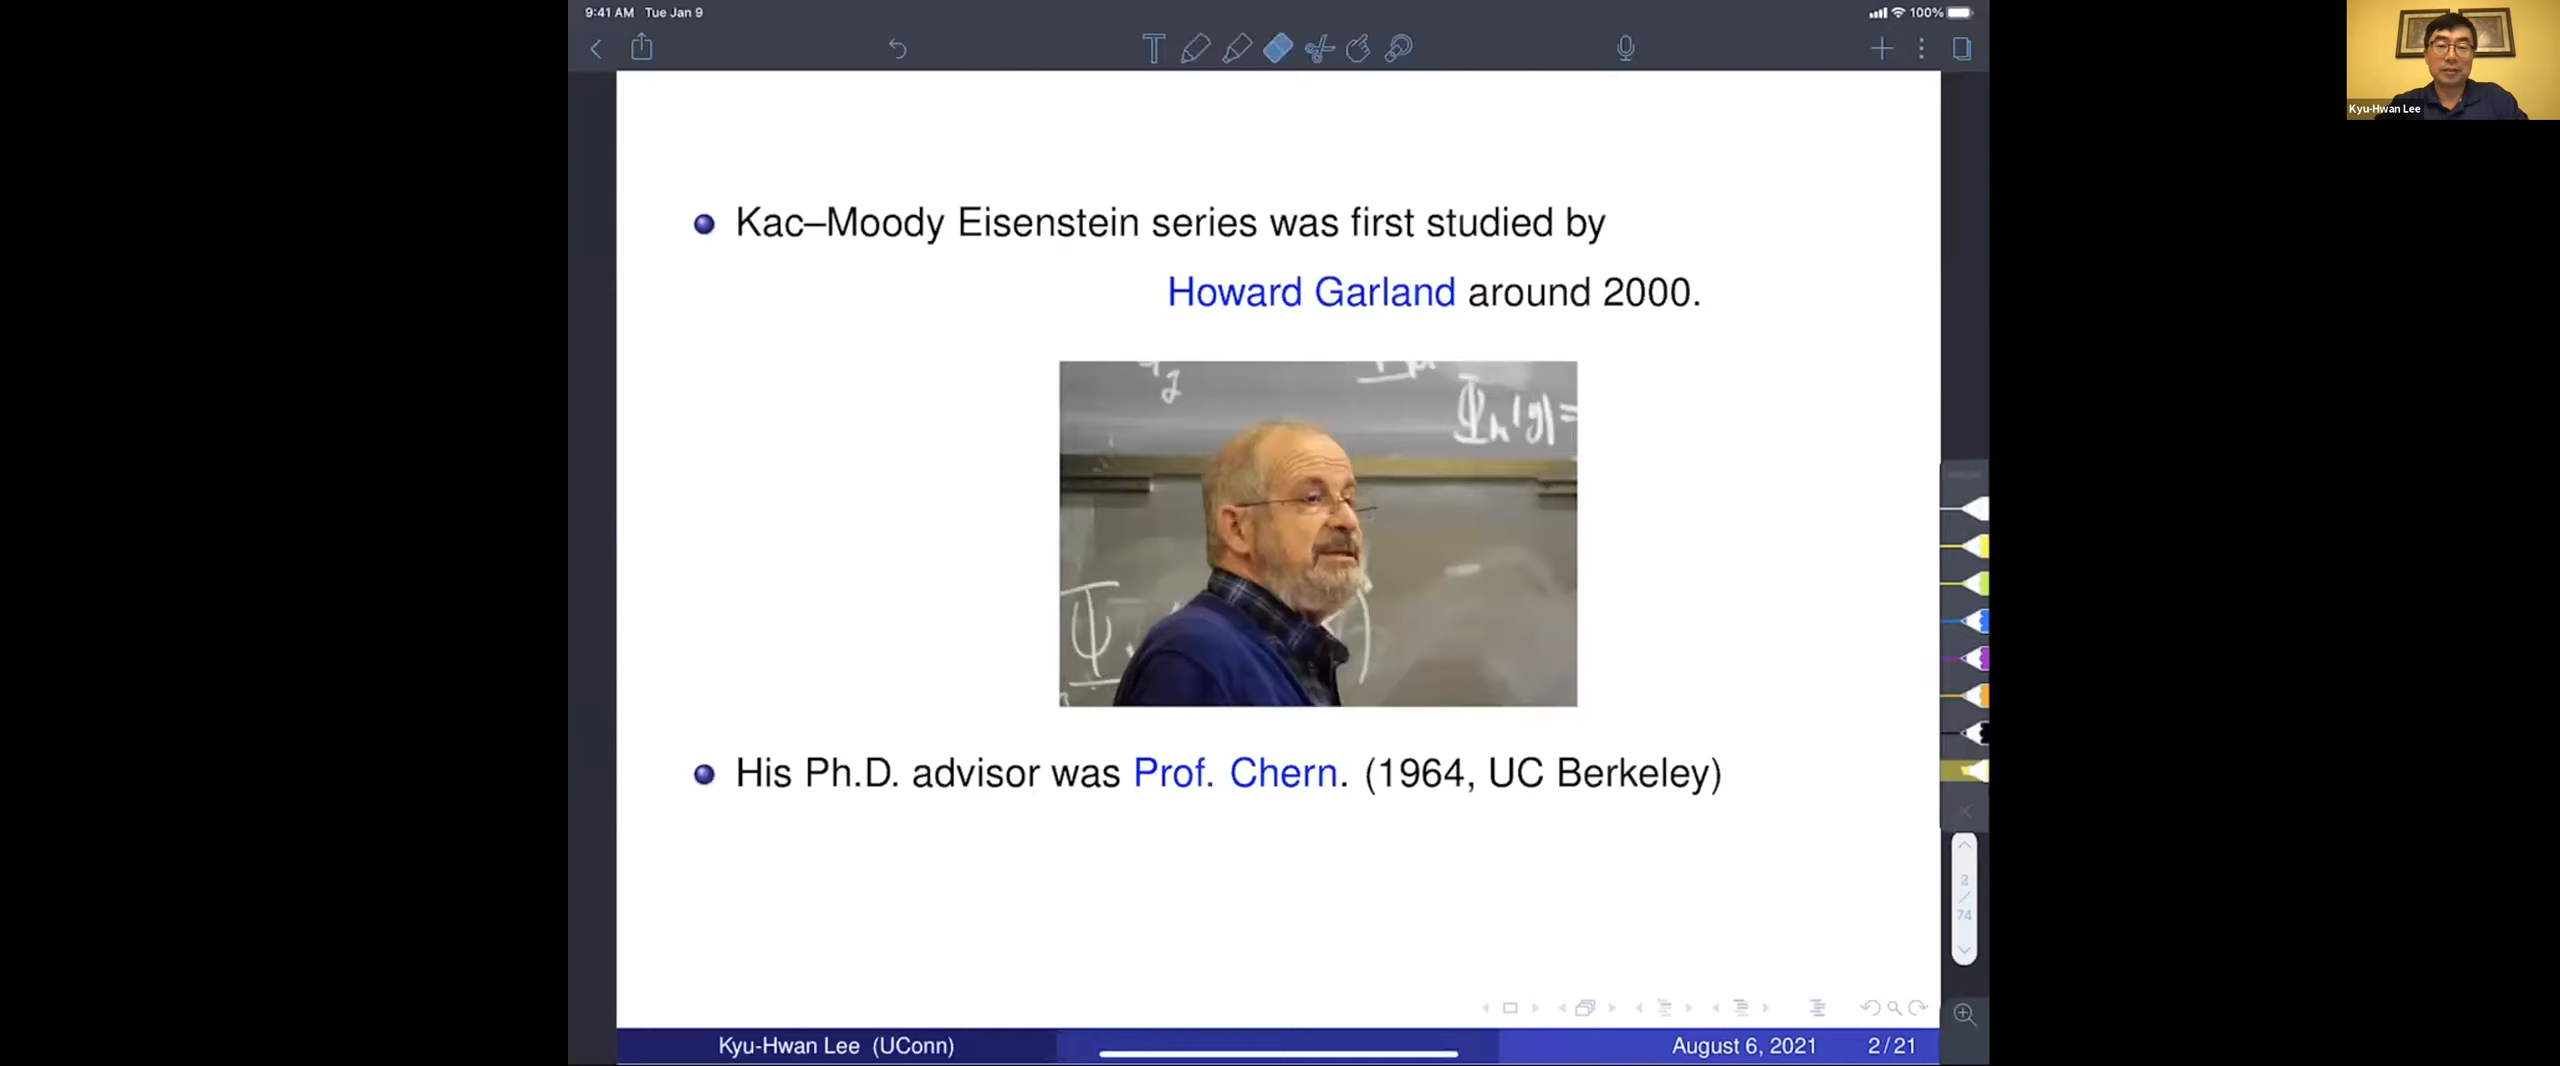 9:41 AM Tue Jan 9
100%
Kyu-Hwan Lee
Kac–Moody Eisenstein series was first studied by
Howard Garland around 2000.
His Ph.D. advisor was Prof. Chern. (1964, UC Berkeley)
2
/
74
Kyu-Hwan Lee (UConn)
August 6, 2021 2/21